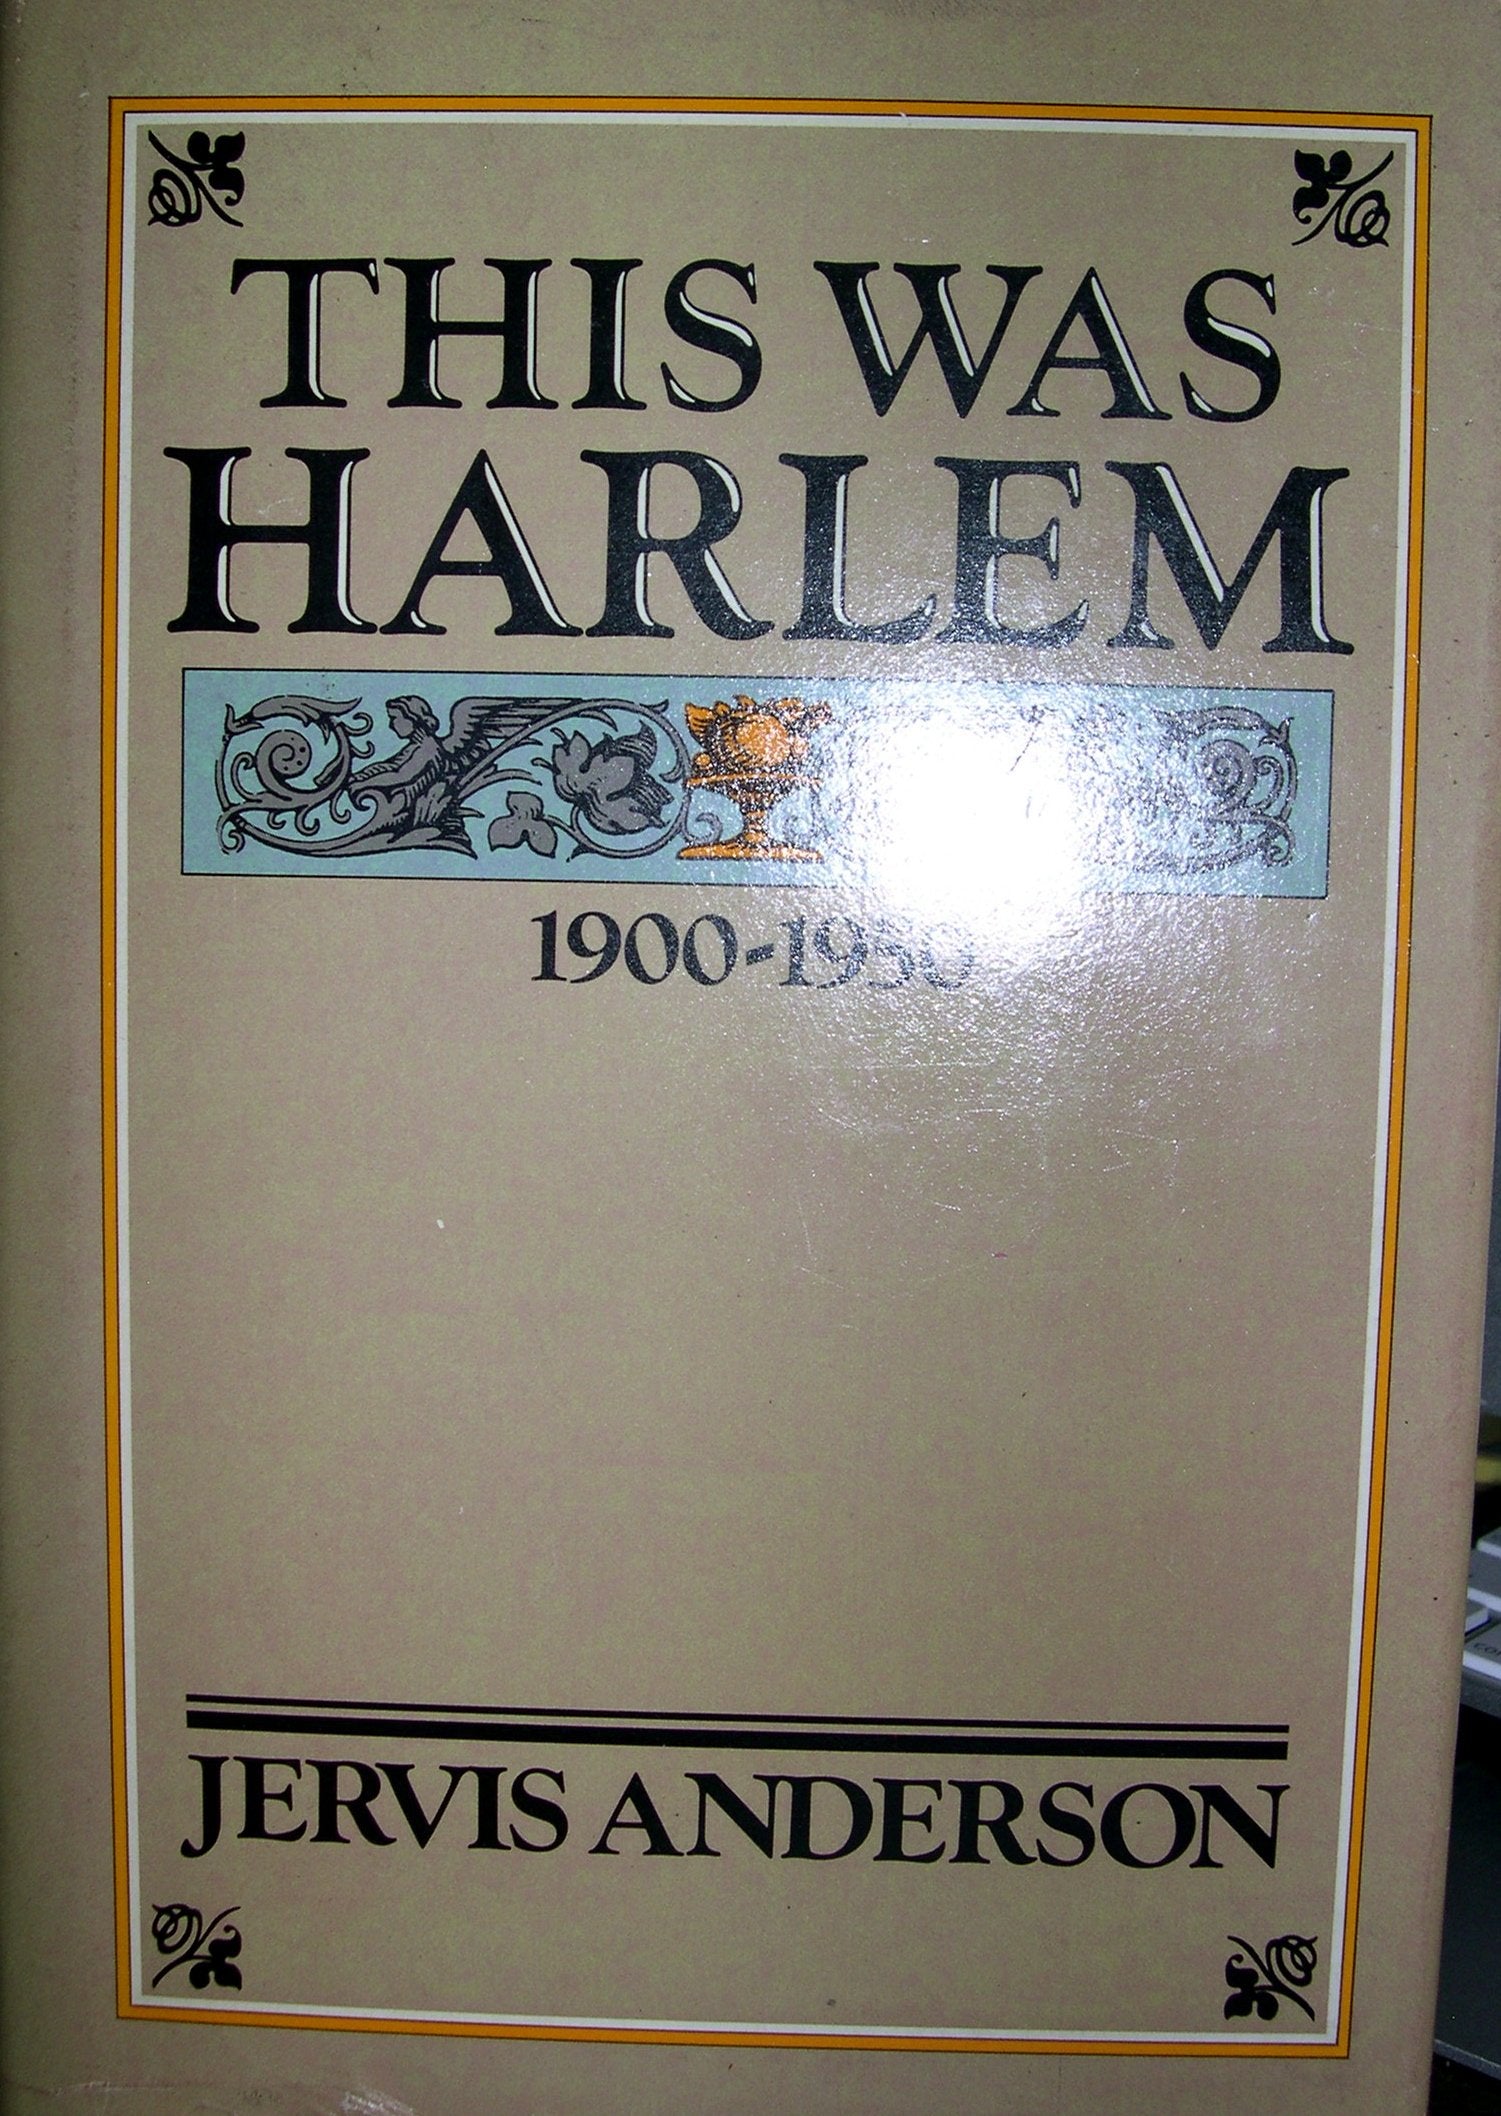 THIS WAS
HARLEM
1900-1950
JERVIS ANDERSON